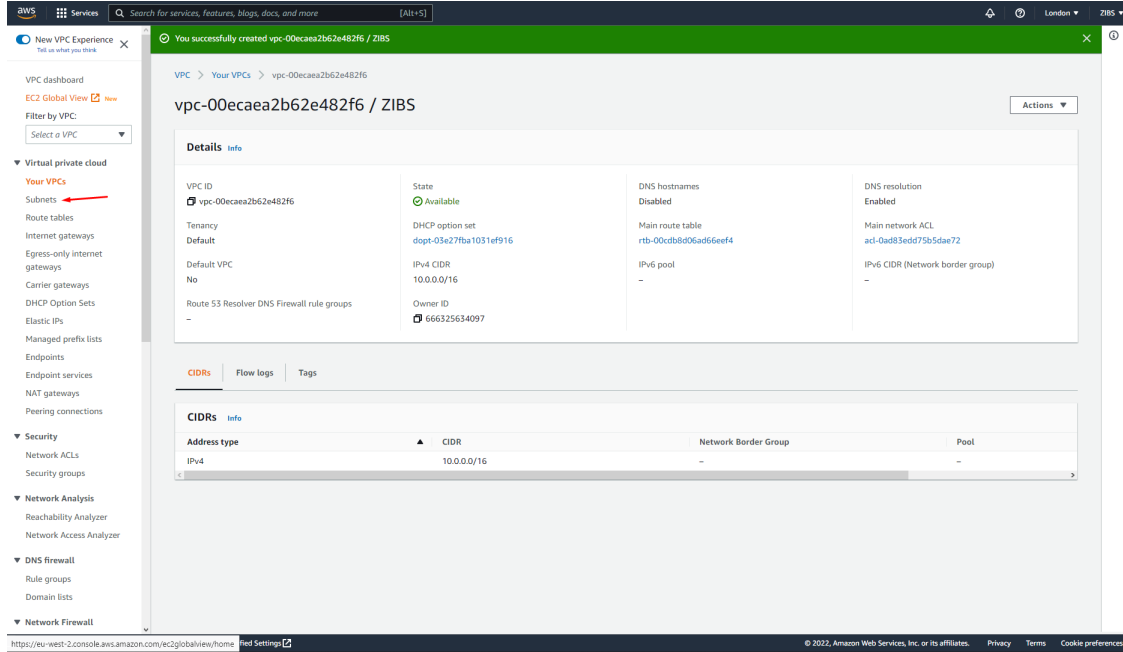 aws Services Search for services, features, blogs, docs, and more [Alt+S] London ZIBS
New VPC Experience
Tell us what you think
You successfully created vpc-00ecaea2b62e482f6 / ZIBS
VPC dashboard
EC2 Global View New
Filter by VPC:
Select a VPC
Virtual private cloud
Your VPCs
Subnets
Route tables
Internet gateways
Egress-only internet
gateways
Carrier gateways
DHCP Option Sets
Elastic IPs
Managed prefix lists
Endpoints
Endpoint services
NAT gateways
Peering connections
Security
Network ACLs
Security groups
Network Analysis
Reachability Analyzer
Network Access Analyzer
DNS firewall
Rule groups
Domain lists
Network Firewall
VPC > Your VPCs > vpc-00ecaea2b62e482f6
vpc-00ecaea2b62e482f6 / ZIBS
Actions
Details Info
VPC ID
vpc-00ecaea2b62e482f6
State
Available
DNS hostnames
Disabled
DNS resolution
Enabled
Tenancy
Default
DHCP option set
dopt-03e27fba1031ef916
Main route table
rtb-00cdb8d06ad66eef4
Main network ACL
acl-0ad83edd75b5dae72
Default VPC
No
IPv4 CIDR
10.0.0.0/16
IPv6 pool
–
IPv6 CIDR (Network border group)
–
Route 53 Resolver DNS Firewall rule groups
–
Owner ID
666325634097
CIDRs Flow logs Tags
CIDRs Info
Address type CIDR Network Border Group Pool
IPv4 10.0.0.0/16 – –
https://eu-west-2.console.aws.amazon.com/ec2globalview/home fied Settings © 2022, Amazon Web Services, Inc. or its affiliates. Privacy Terms Cookie preferences